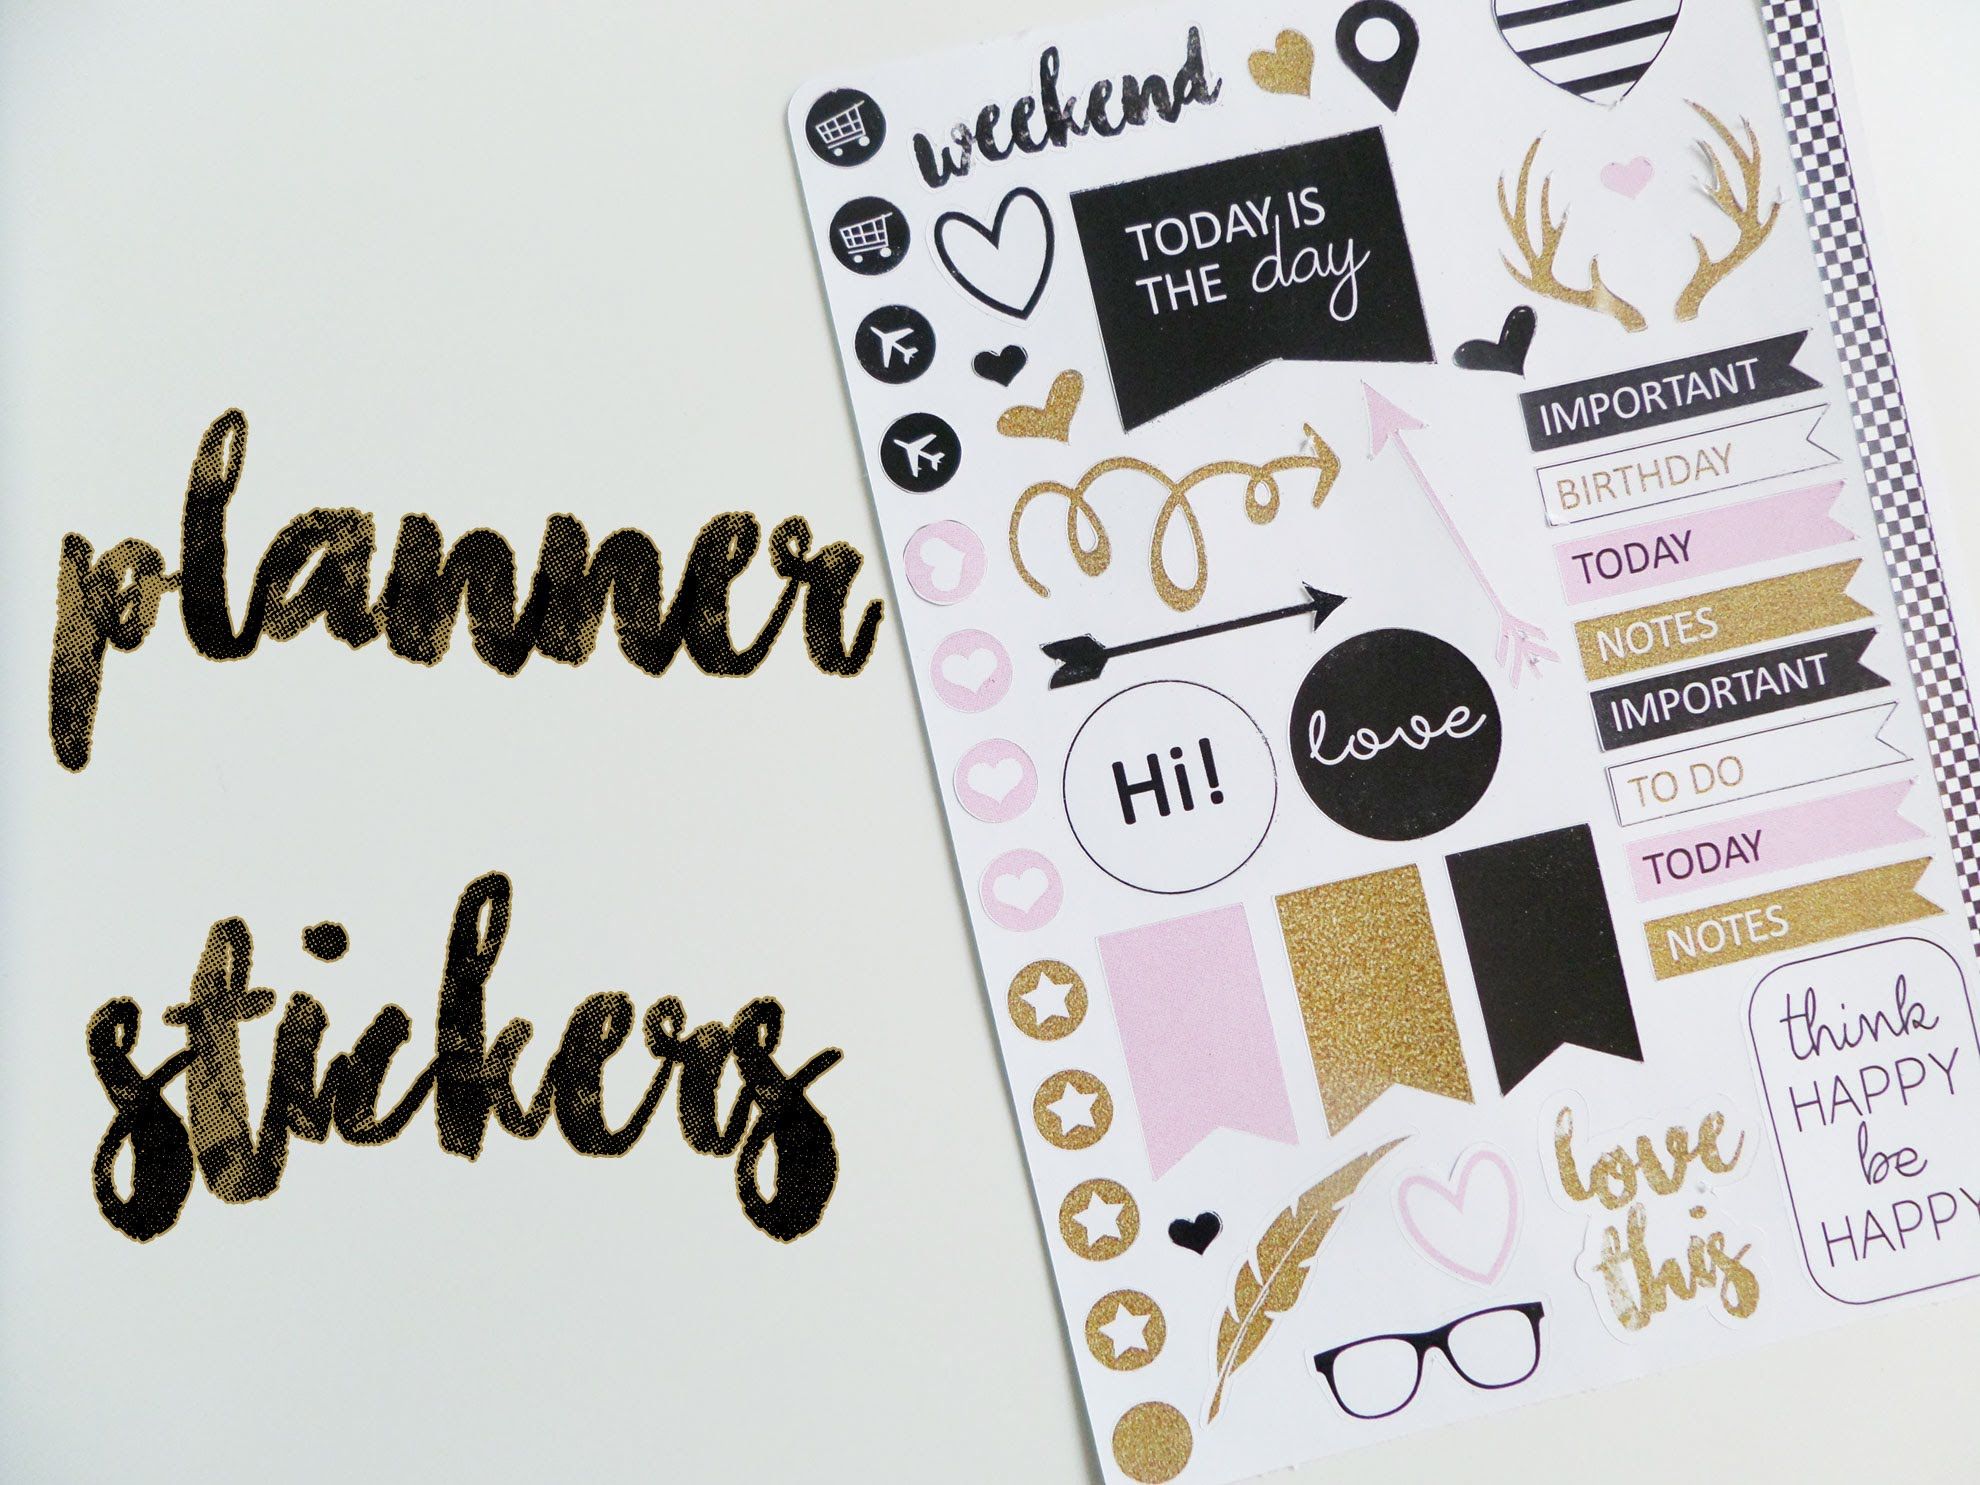 planner
stickers
weekend
TODAY IS
THE day
IMPORTANT
BIRTHDAY
TODAY
NOTES
IMPORTANT
TO DO
TODAY
NOTES
Hi!
love
love
this
think
HAPPY
be
HAPPY